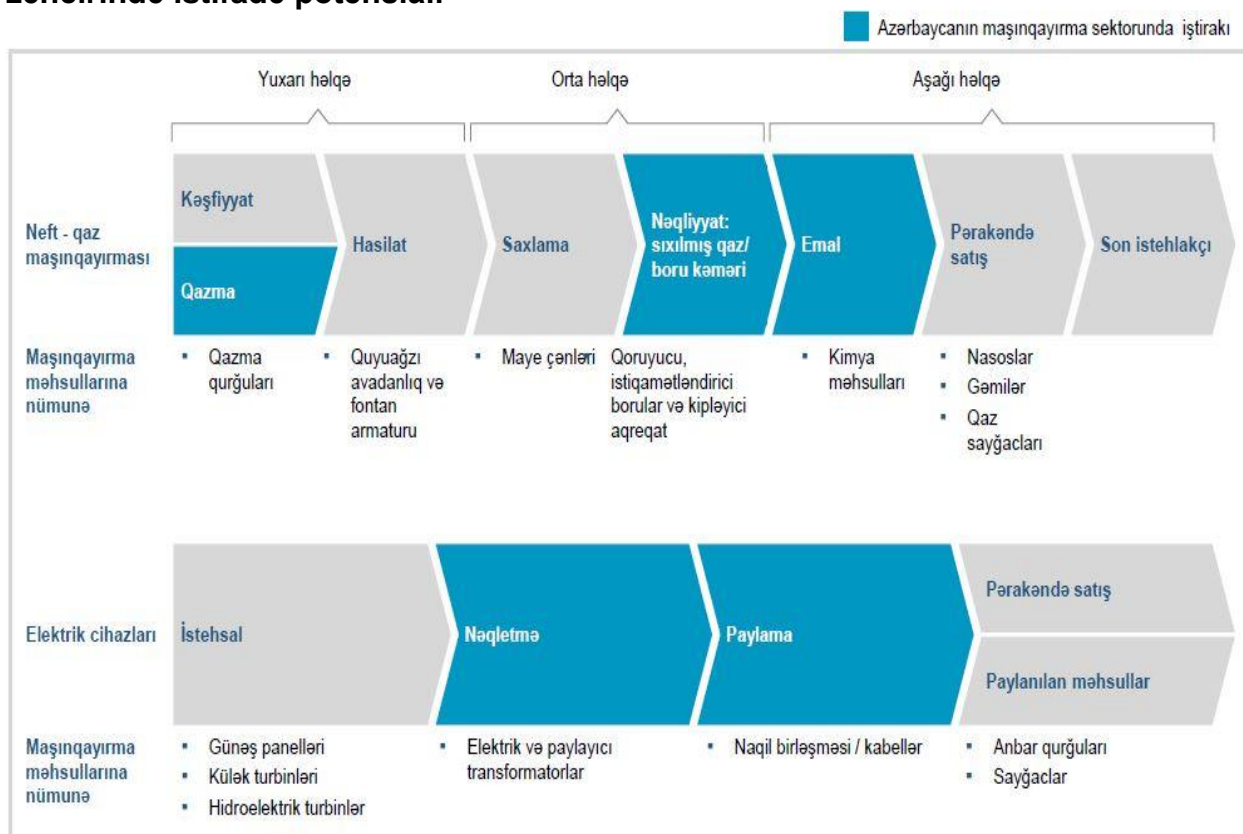 zəncirində istifadə potensialı
Azərbaycanın maşınqayırma sektorunda iştirakı
Yuxarı həlqə
Orta həlqə
Aşağı həlqə
Neft - qaz
maşınqayırması
Kəşfiyyat
Qazma
Hasilat
Saxlama
Nəqliyyat:
sıxılmış qaz/
boru kəməri
Emal
Pərakəndə
satış
Son istehlakçı
Maşınqayırma
məhsullarına
nümunə
▪ Qazma
qurğuları
▪ Quyuağzı
avadanlıq və
fontan
armaturu
▪ Maye çənləri
Qoruyucu,
istiqamətləndirici
borular və kipləyici
aqreqat
▪ Kimya
məhsulları
▪ Nasoslar
▪ Gəmilər
▪ Qaz
sayğacları
Elektrik cihazları
İstehsal
Nəqletmə
Paylama
Pərakəndə satış
Paylanılan məhsullar
Maşınqayırma
məhsullarına
nümunə
▪ Günəş panelləri
▪ Külək turbinləri
▪ Hidroelektrik turbinlər
▪ Elektrik və paylayıcı
transformatorlar
▪ Naqil birləşməsi / kabellər
▪ Anbar qurğuları
▪ Sayğaclar